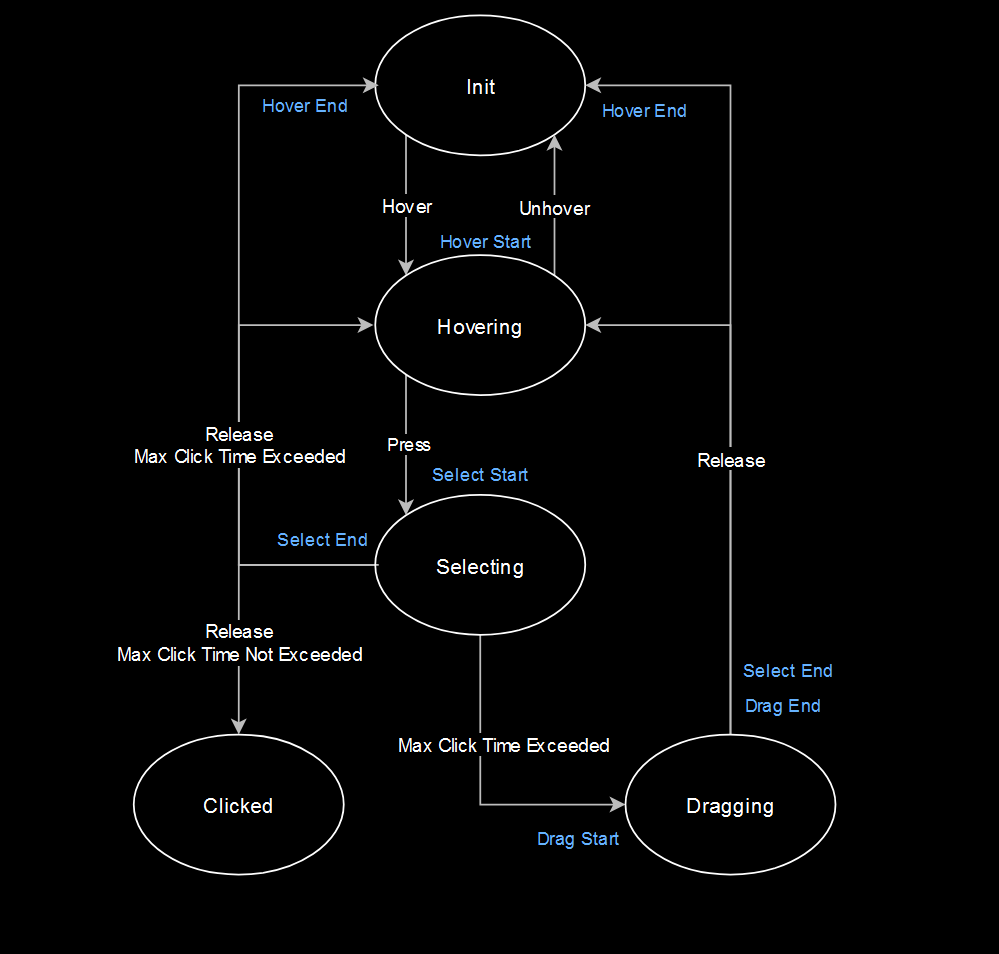 Init
Hover End
Hover End
Hover
Unhover
Hover Start
Hovering
Release
Max Click Time Exceeded
Press
Release
Select Start
Select End
Selecting
Release
Max Click Time Not Exceeded
Select End
Drag End
Max Click Time Exceeded
Clicked
Dragging
Drag Start